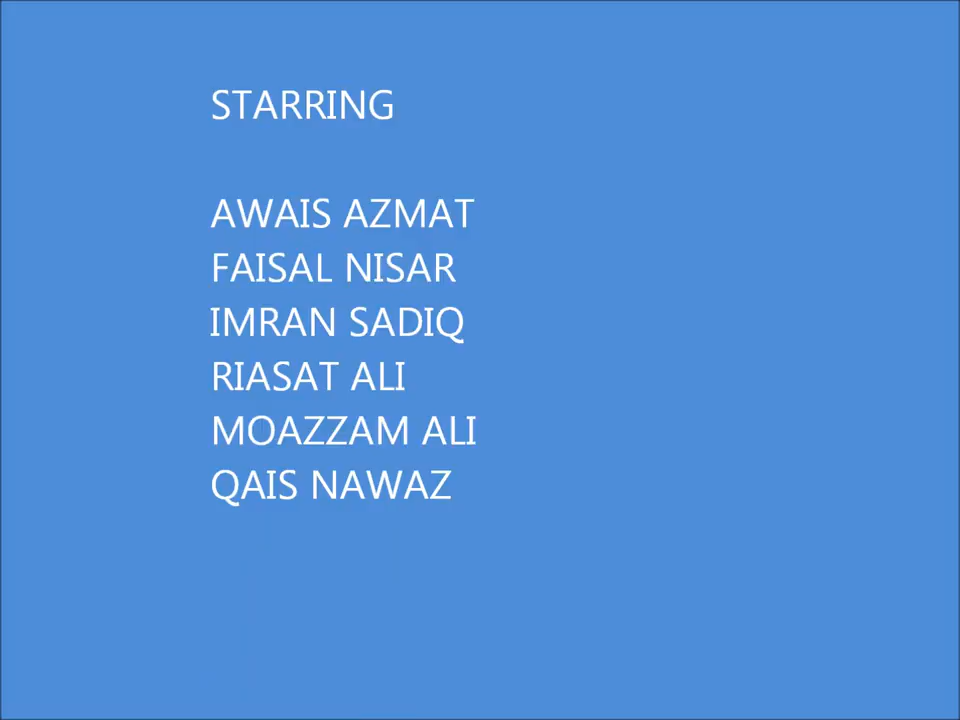 STARRING
AWAIS AZMAT
FAISAL NISAR
IMRAN SADIQ
RIASAT ALI
MOAZZAM ALI
QAIS NAWAZ